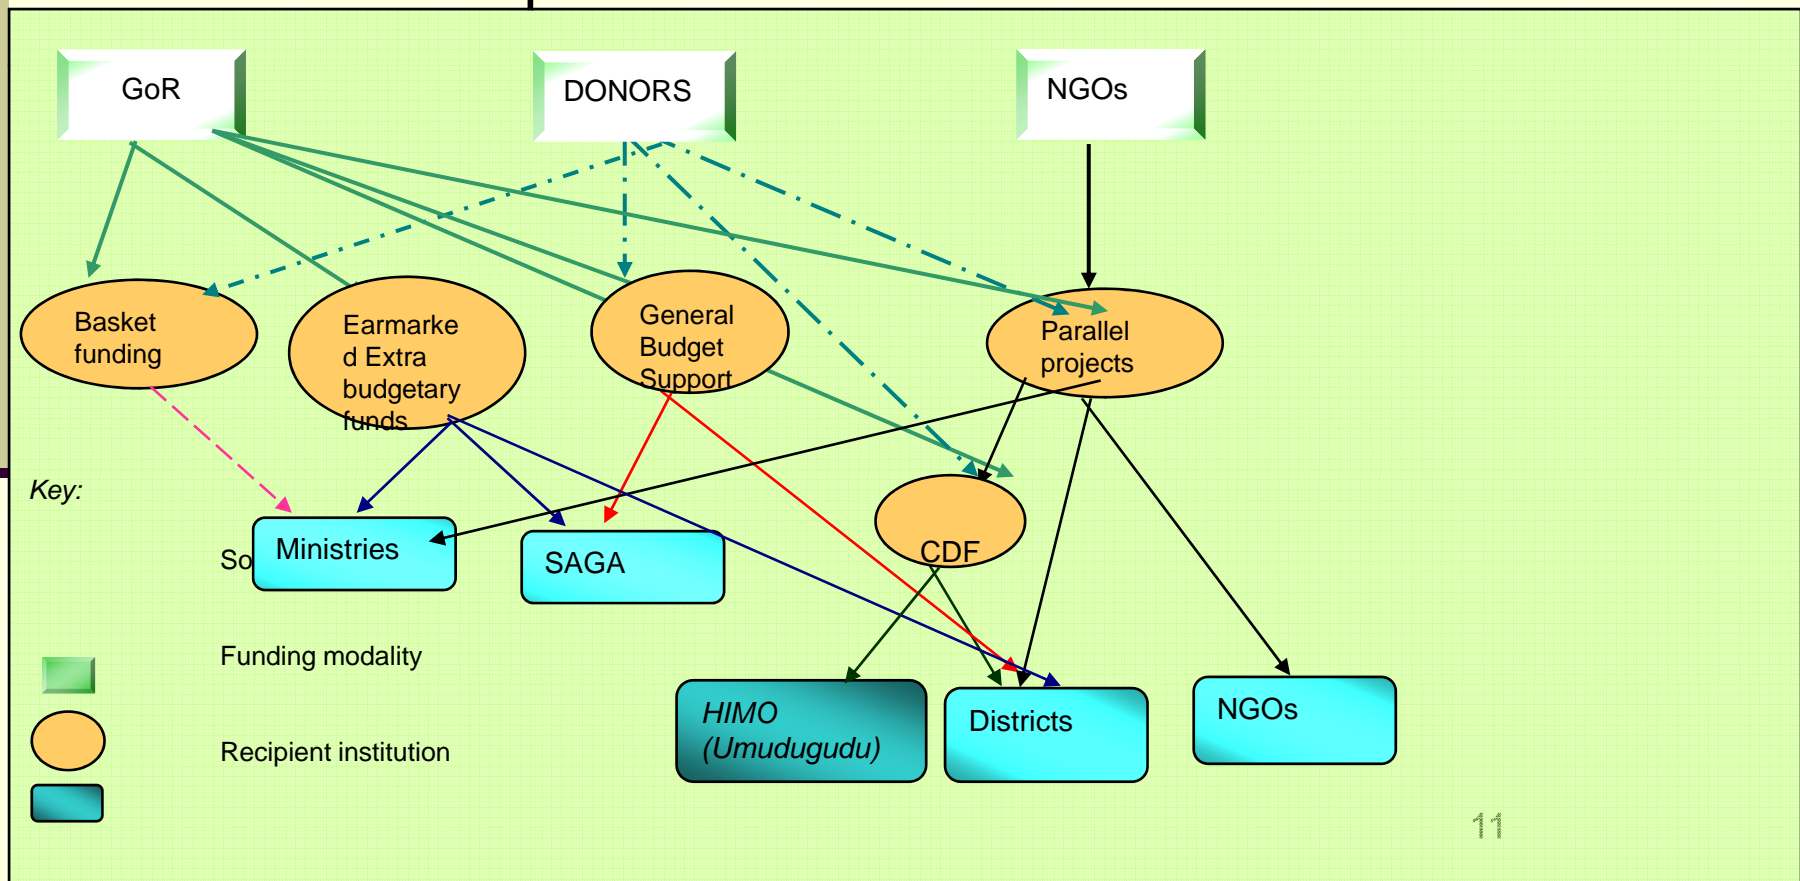 GoR
DONORS
NGOs
Basket
funding
Earmarke
d Extra
budgetary
funds
General
Budget
Support
Parallel
projects
Key:
So
Ministries
SAGA
CDF
Funding modality
HIMO
(Umudugudu)
Districts
NGOs
Recipient institution
11